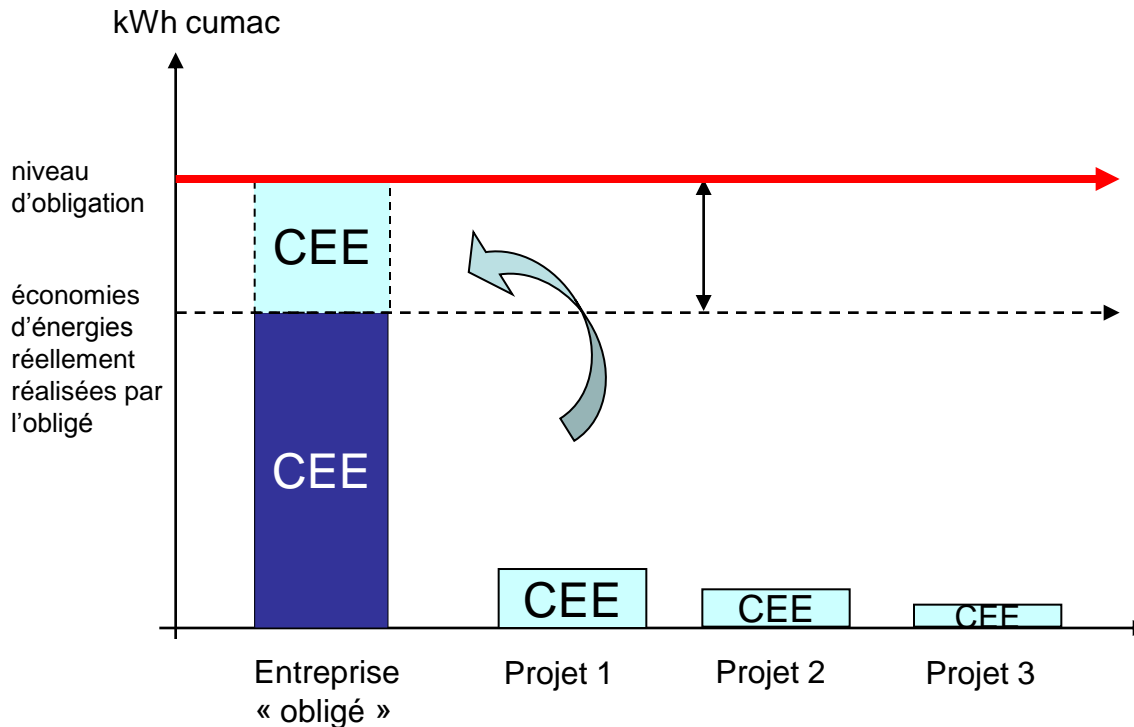 kWh cumac
niveau
d’obligation
CEE
économies
d’énergies
réellement
réalisées par
l’obligé
CEE
CEE
CEE
CEE
Entreprise
« obligé »
Projet 1
Projet 2
Projet 3